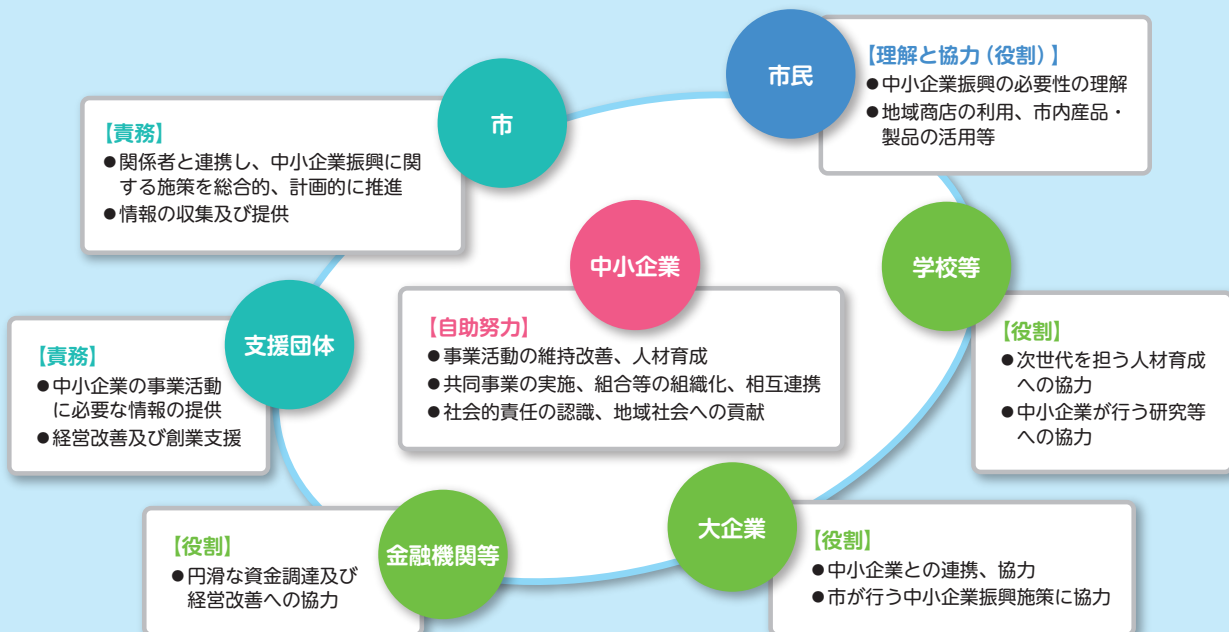 市民
【理解と協力（役割）】
●中小企業振興の必要性の理解
●地域商店の利用、市内産品・
製品の活用等
市
【責務】
●関係者と連携し、中小企業振興に関
する施策を総合的、計画的に推進
●情報の収集及び提供
中小企業
【自助努力】
●事業活動の維持改善、人材育成
●共同事業の実施、組合等の組織化、相互連携
●社会的責任の認識、地域社会への貢献
学校等
【役割】
●次世代を担う人材育成
への協力
●中小企業が行う研究等
への協力
支援団体
【責務】
●中小企業の事業活動
に必要な情報の提供
●経営改善及び創業支援
金融機関等
【役割】
●円滑な資金調達及び
経営改善への協力
大企業
【役割】
●中小企業との連携、協力
●市が行う中小企業振興施策に協力